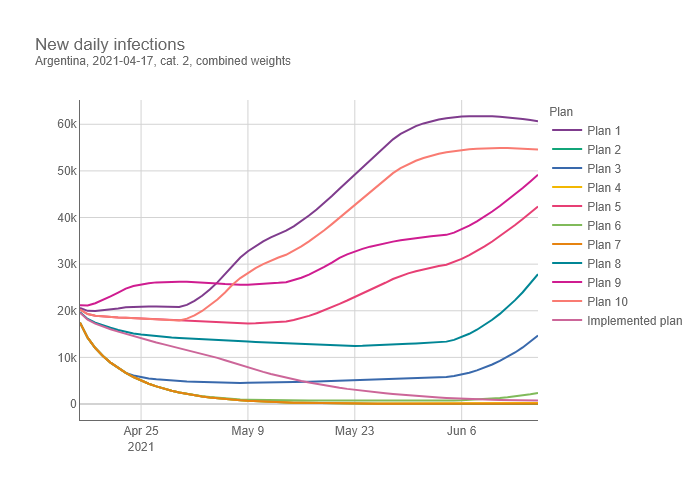 New daily infections
Argentina, 2021-04-17, cat. 2, combined weights
60k
50k
40k
30k
20k
10k
0
Apr 25
2021
May 9
May 23
Jun 6
Plan
Plan 1
Plan 2
Plan 3
Plan 4
Plan 5
Plan 6
Plan 7
Plan 8
Plan 9
Plan 10
Implemented plan